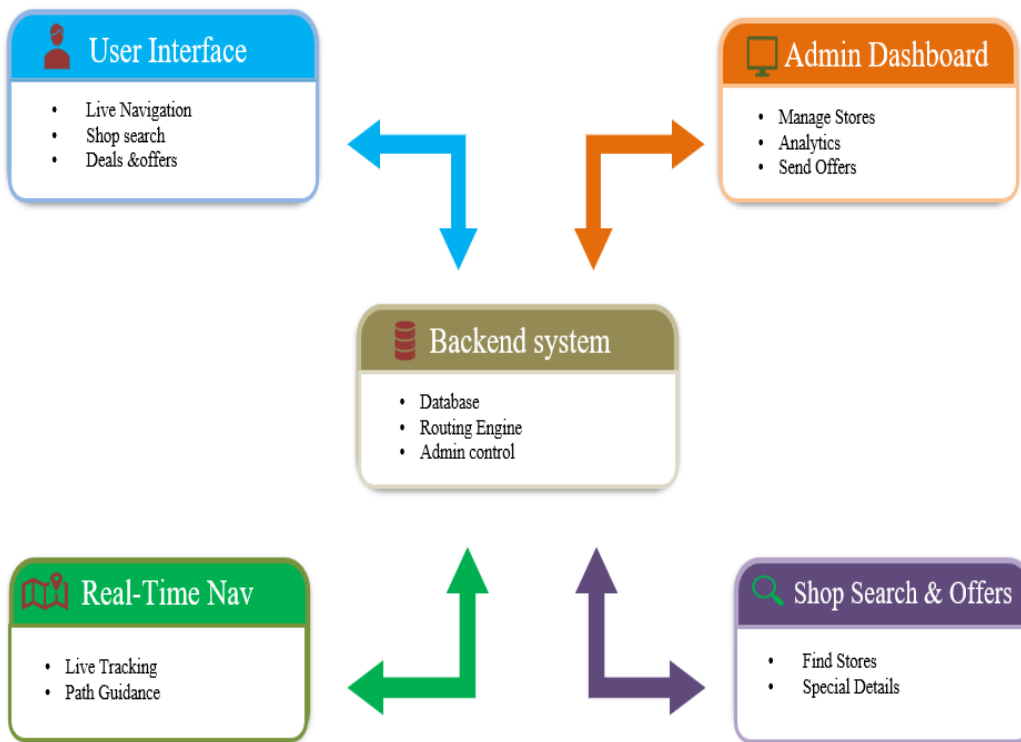 User Interface
• Live Navigation
• Shop search
• Deals &offers
Admin Dashboard
• Manage Stores
• Analytics
• Send Offers
Backend system
• Database
• Routing Engine
• Admin control
Real-Time Nav
• Live Tracking
• Path Guidance
Shop Search & Offers
• Find Stores
• Special Details